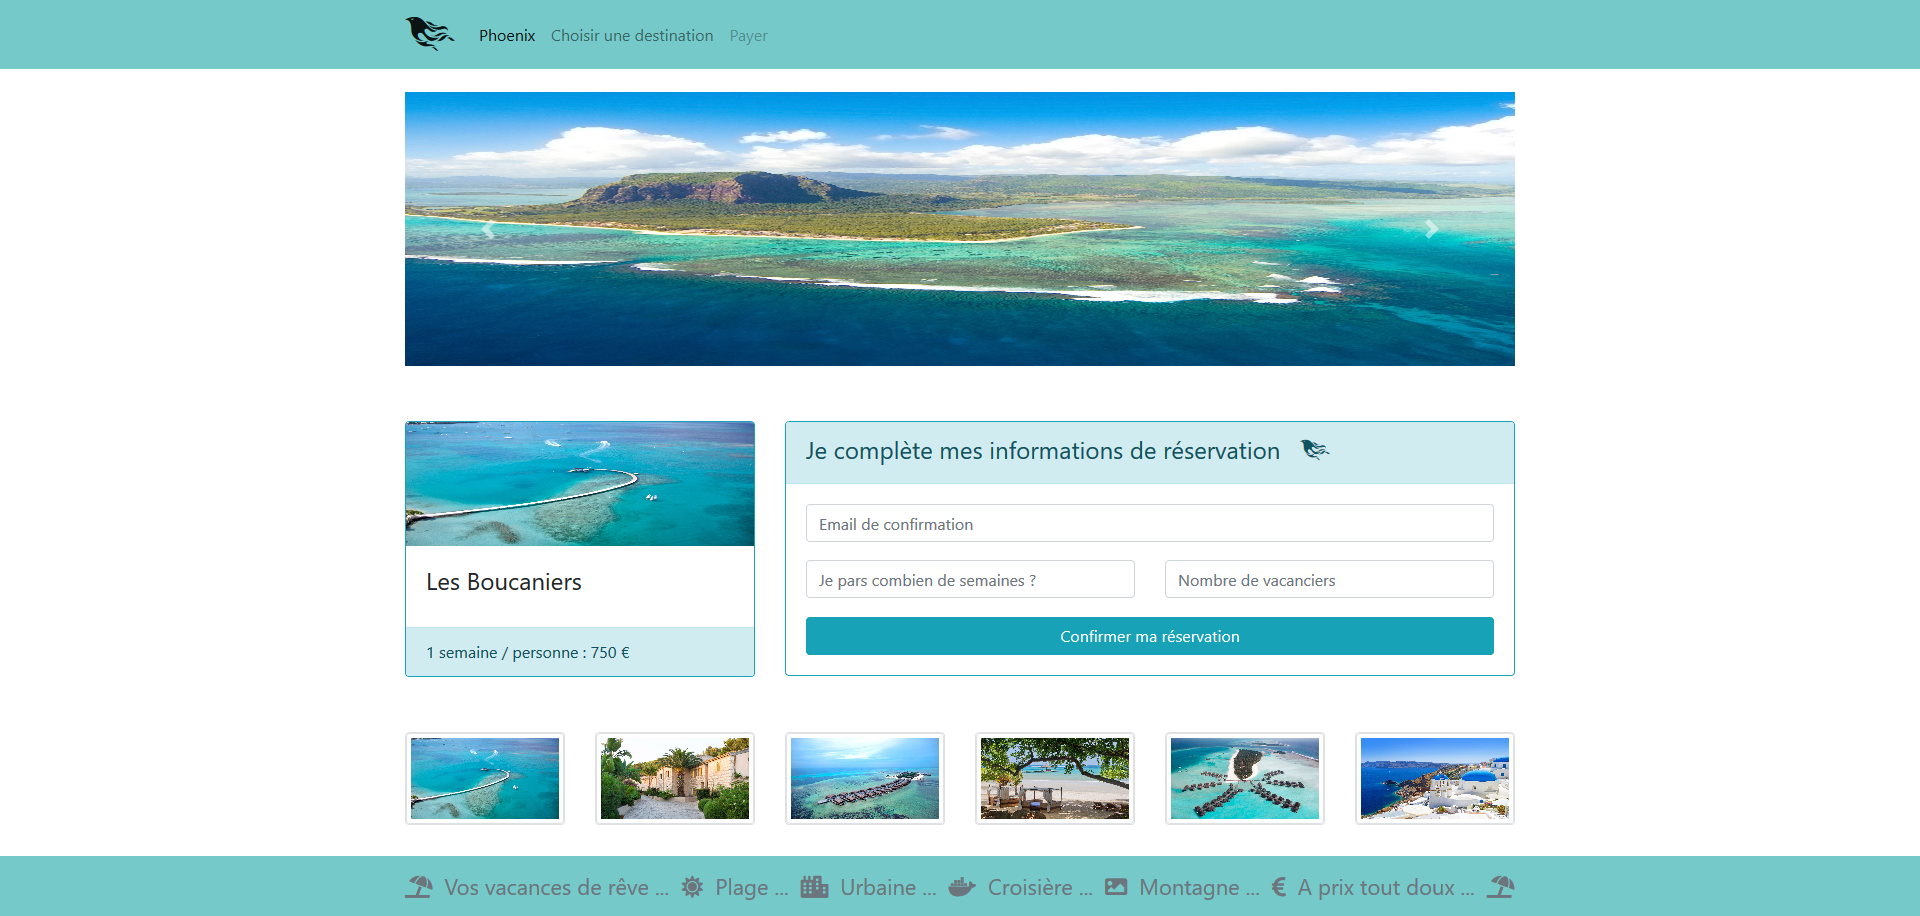 Phoenix Choisir une destination Payer
Je complète mes informations de réservation
Email de confirmation
Je pars combien de semaines ? Nombre de vacanciers
Confirmer ma réservation
Les Boucaniers
1 semaine / personne : 750 €
Vos vacances de rêve ... Plage ... Urbaine ... Croisière ... Montagne ... € A prix tout doux ...